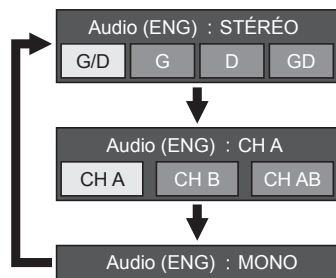 Audio (ENG) : STÉRÉO
G/D G D GD
Audio (ENG) : CH A
CH A CH B CH AB
Audio (ENG) : MONO